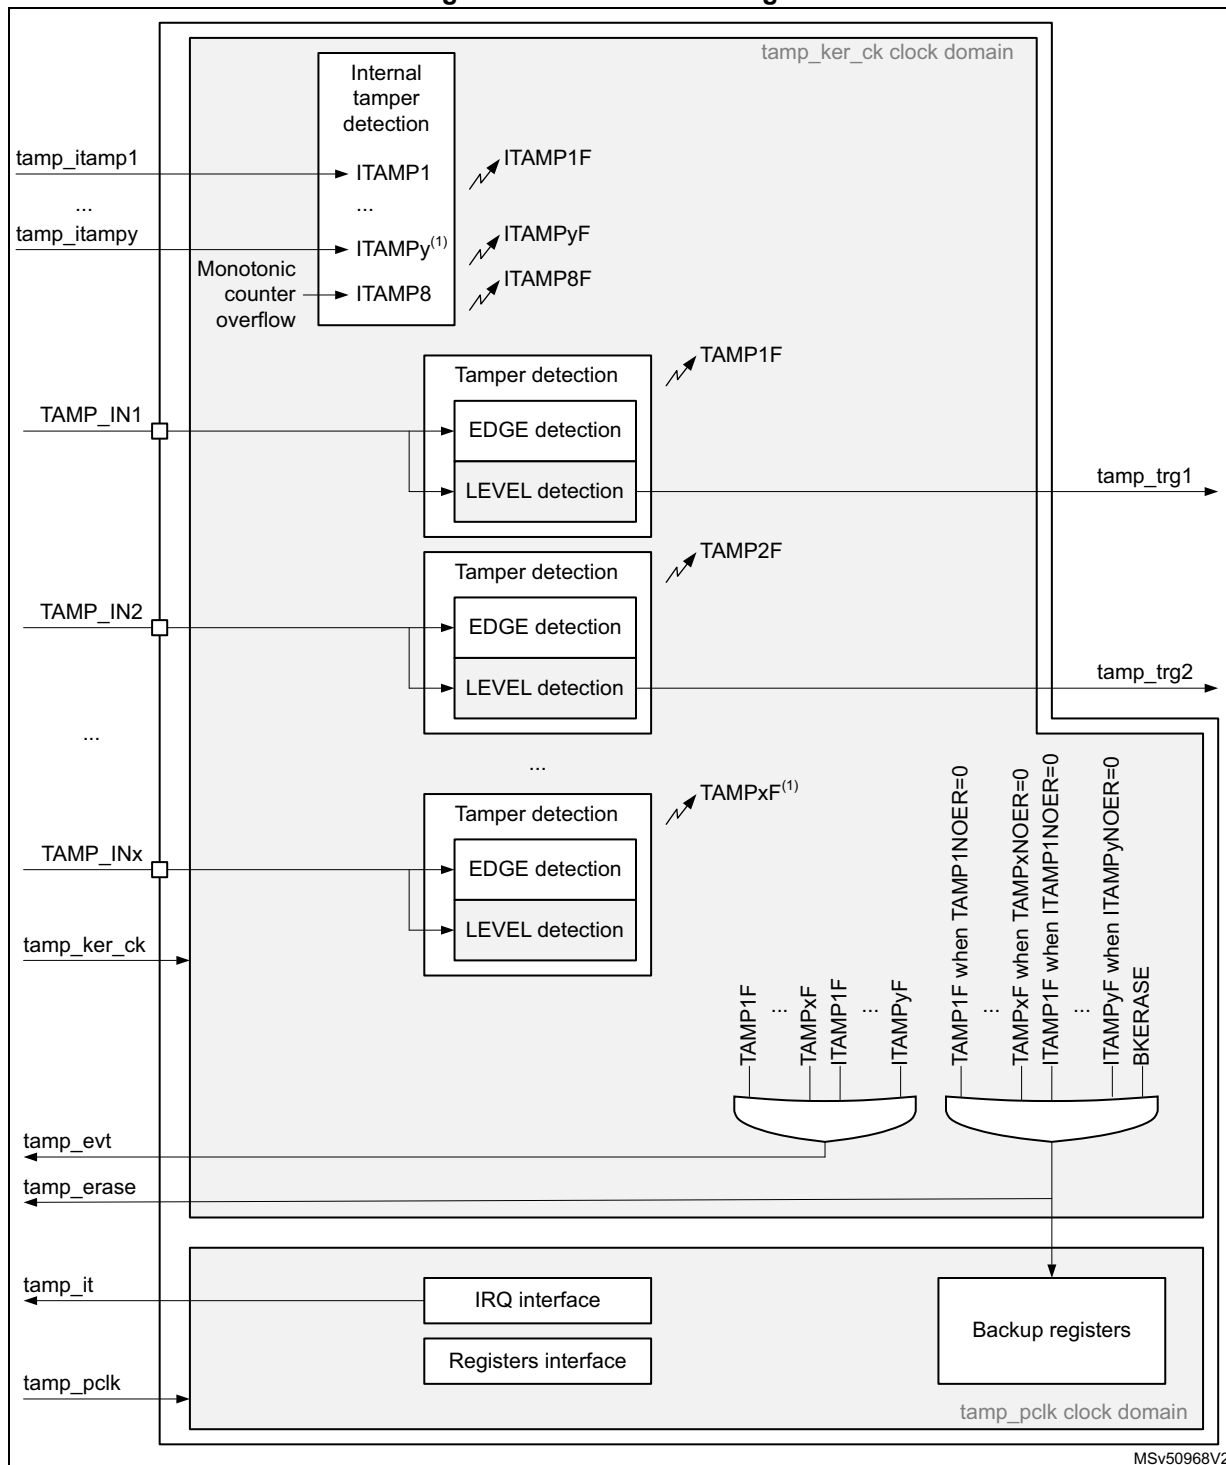 tamp_ker_ck clock domain
Internal
tamper
detection
tamp_itamp1
ITAMP1
ITAMP1F
...
...
tamp_itampy
ITAMPy(1)
ITAMPyF
Monotonic
counter
overflow
ITAMP8
ITAMP8F
TAMP1F
Tamper detection
TAMP_IN1
EDGE detection
LEVEL detection
tamp_trg1
TAMP2F
Tamper detection
TAMP_IN2
EDGE detection
LEVEL detection
tamp_trg2
...
...
TAMPxF(1)
Tamper detection
TAMP_INx
EDGE detection
LEVEL detection
tamp_ker_ck
TAMP1F
...
TAMPxF
ITAMP1F
...
ITAMPyF
TAMP1F when TAMP1NOER=0
...
TAMPxF when TAMPxNOER=0
ITAMP1F when ITAMP1NOER=0
...
ITAMPyF when ITAMPyNOER=0
BKERASE
tamp_evt
tamp_erase
tamp_it
IRQ interface
Backup registers
Registers interface
tamp_pclk
tamp_pclk clock domain
MSv50968V2